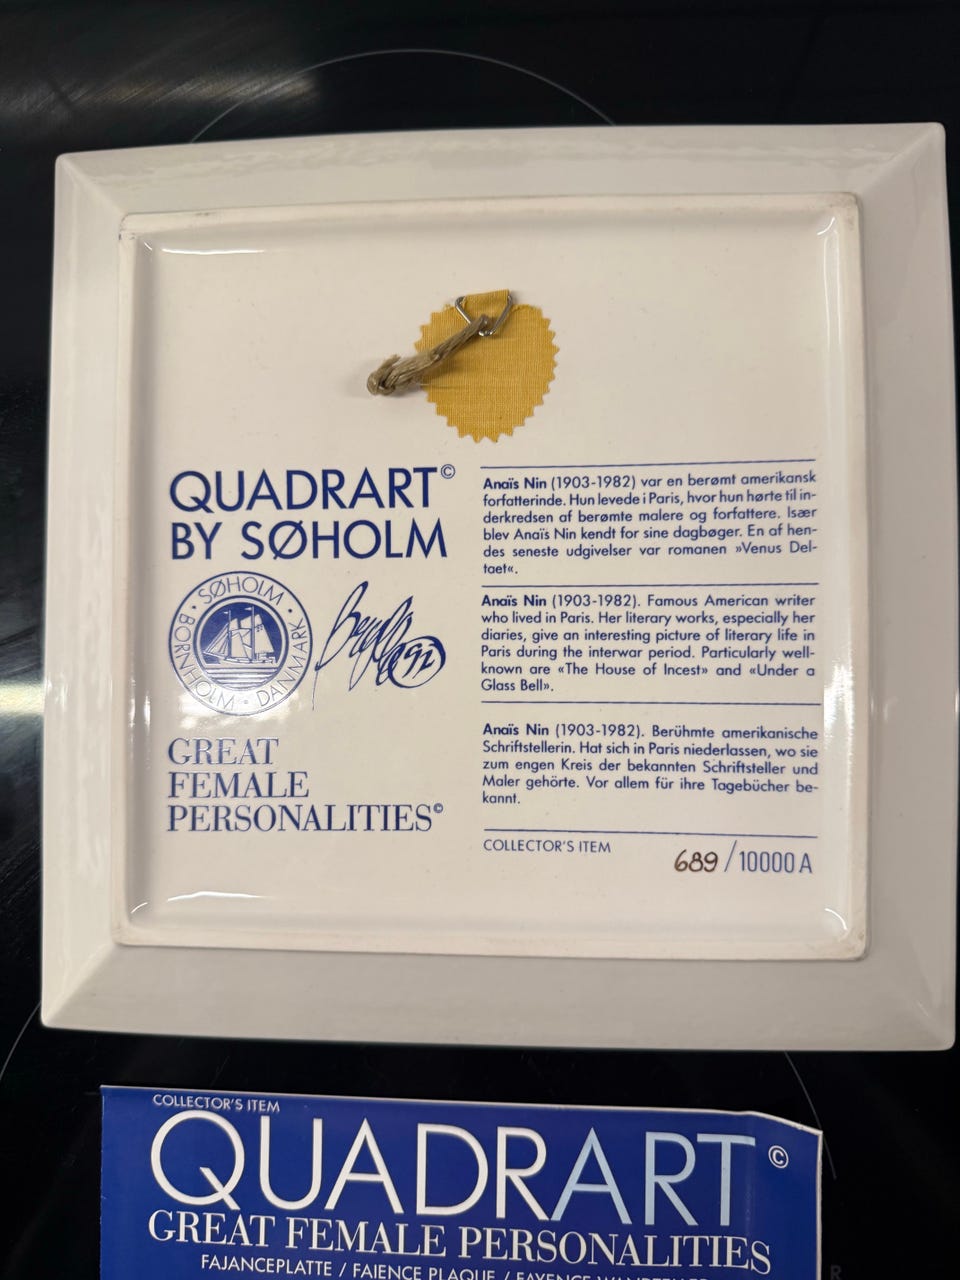 QUADRART©
BY SØHOLM
· SØHOLM · DANMARK · BORNHOLM
92
GREAT
FEMALE
PERSONALITIES©
Anaïs Nin (1903-1982) var en berømt amerikansk
forfatterinde. Hun levede i Paris, hvor hun hørte til in-
derkredsen af berømte malere og forfattere. Især
blev Anaïs Nin kendt for sine dagbøger. En af hen-
des seneste udgivelser var romanen »Venus Del-
taet«.
Anaïs Nin (1903-1982). Famous American writer
who lived in Paris. Her literary works, especially her
diaries, give an interesting picture of literary life in
Paris during the interwar period. Particularly well-
known are «The House of Incest» and «Under a
Glass Bell».
Anaïs Nin (1903-1982). Berühmte amerikanische
Schriftstellerin. Hat sich in Paris niederlassen, wo sie
zum engen Kreis der bekannten Schriftsteller und
Maler gehörte. Vor allem für ihre Tagebücher be-
kannt.
COLLECTOR'S ITEM
689/10000 A
COLLECTOR'S ITEM
QUADRART©
GREAT FEMALE PERSONALITIES
FAJANCEPLATTE / FAIENCE PLAQUE /